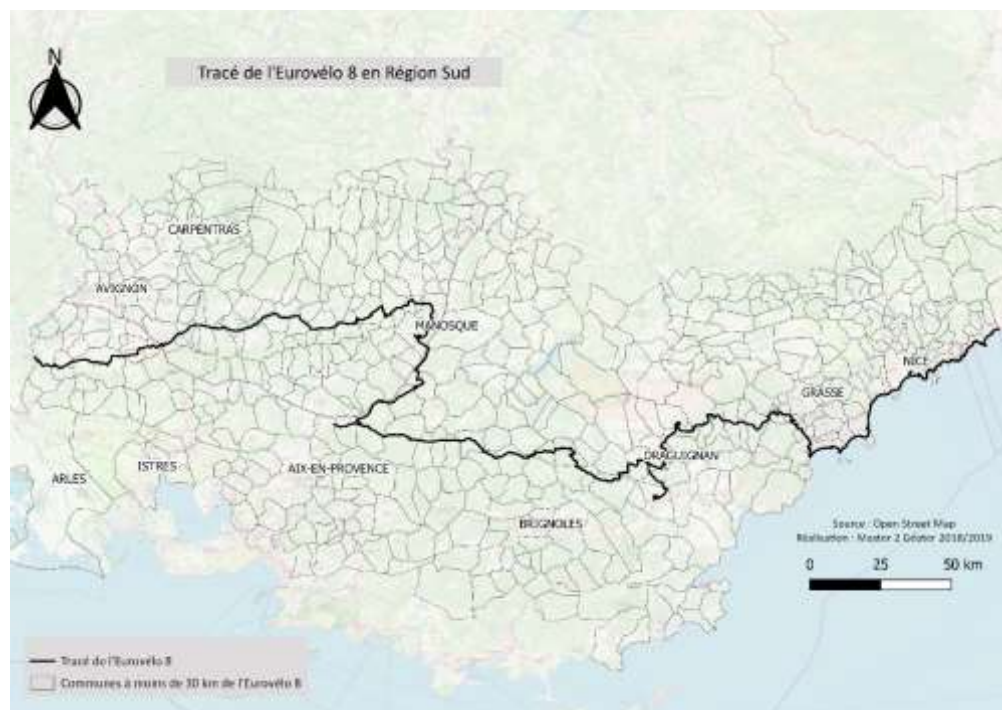 N
Tracé de l'Eurovélo 8 en Région Sud
CARPENTRAS
AVIGNON
MANOSQUE
NICE
GRASSE
DRAGUIGNAN
ISTRES
AIX-EN-PROVENCE
ARLES
BRIGNOLES
Source : Open Street Map
Réalisation : Master 2 Géoter 2018/2019
0 25 50 km
Tracé de l'Eurovélo 8
Communes à moins de 30 km de l'Eurovélo 8